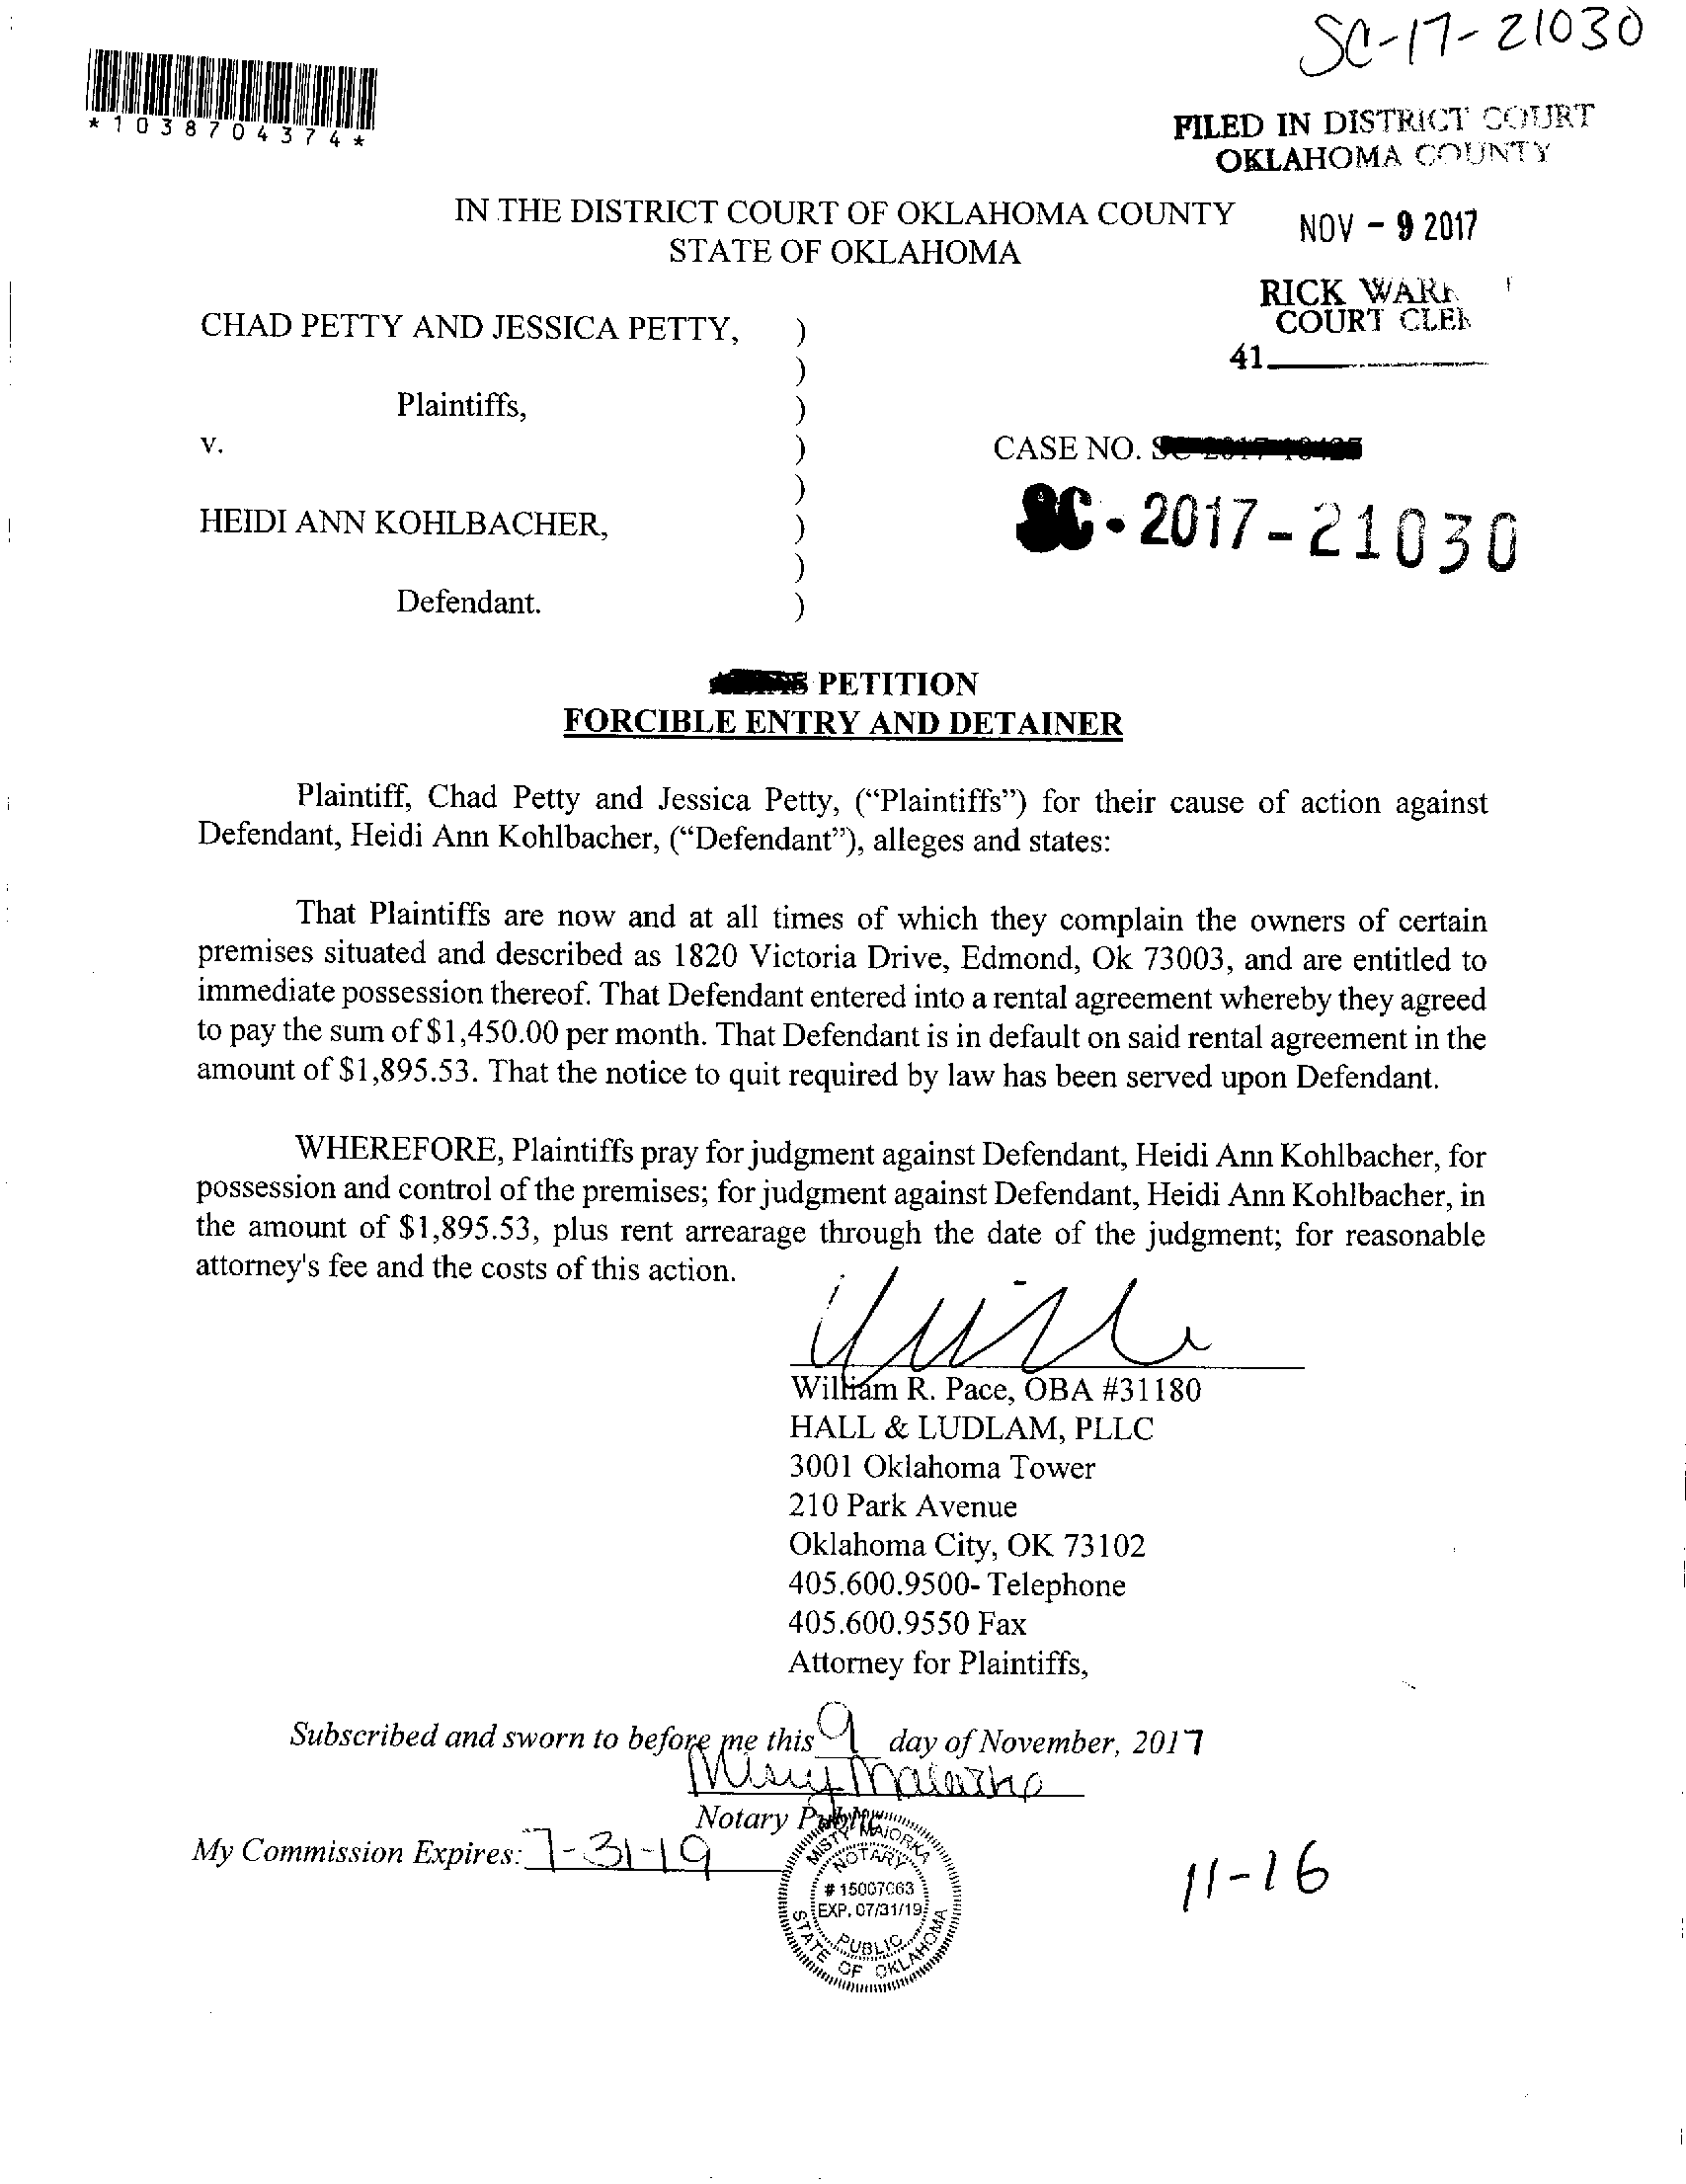 SC-17-21030
*1038704374*
FILED IN DISTRICT COURT
OKLAHOMA COUNTY
IN THE DISTRICT COURT OF OKLAHOMA COUNTY
STATE OF OKLAHOMA
NOV - 9 2017
RICK
COURT
41
CHAD PETTY AND JESSICA PETTY, )
)
Plaintiffs, )
v. ) CASE NO.
)
SC-2017-21030
HEIDI ANN KOHLBACHER, )
)
Defendant. )
PETITION
FORCIBLE ENTRY AND DETAINER
Plaintiff, Chad Petty and Jessica Petty, (“Plaintiffs”) for their cause of action against
Defendant, Heidi Ann Kohlbacher, (“Defendant”), alleges and states:
That Plaintiffs are now and at all times of which they complain the owners of certain
premises situated and described as 1820 Victoria Drive, Edmond, Ok 73003, and are entitled to
immediate possession thereof. That Defendant entered into a rental agreement whereby they agreed
to pay the sum of $1,450.00 per month. That Defendant is in default on said rental agreement in the
amount of $1,895.53. That the notice to quit required by law has been served upon Defendant.
WHEREFORE, Plaintiffs pray for judgment against Defendant, Heidi Ann Kohlbacher, for
possession and control of the premises; for judgment against Defendant, Heidi Ann Kohlbacher, in
the amount of $1,895.53, plus rent arrearage through the date of the judgment; for reasonable
attorney's fee and the costs of this action.
William R. Pace, OBA #31180
HALL & LUDLAM, PLLC
3001 Oklahoma Tower
210 Park Avenue
Oklahoma City, OK 73102
405.600.9500- Telephone
405.600.9550 Fax
Attorney for Plaintiffs,
Subscribed and sworn to before me this 9 day of November, 2017
Misty Maiorka
Notary Public
My Commission Expires: 7-31-19
MISTY MAIORKA
NOTARY
# 15007063
EXP. 07/31/19
PUBLIC
STATE OF OKLAHOMA
11-16